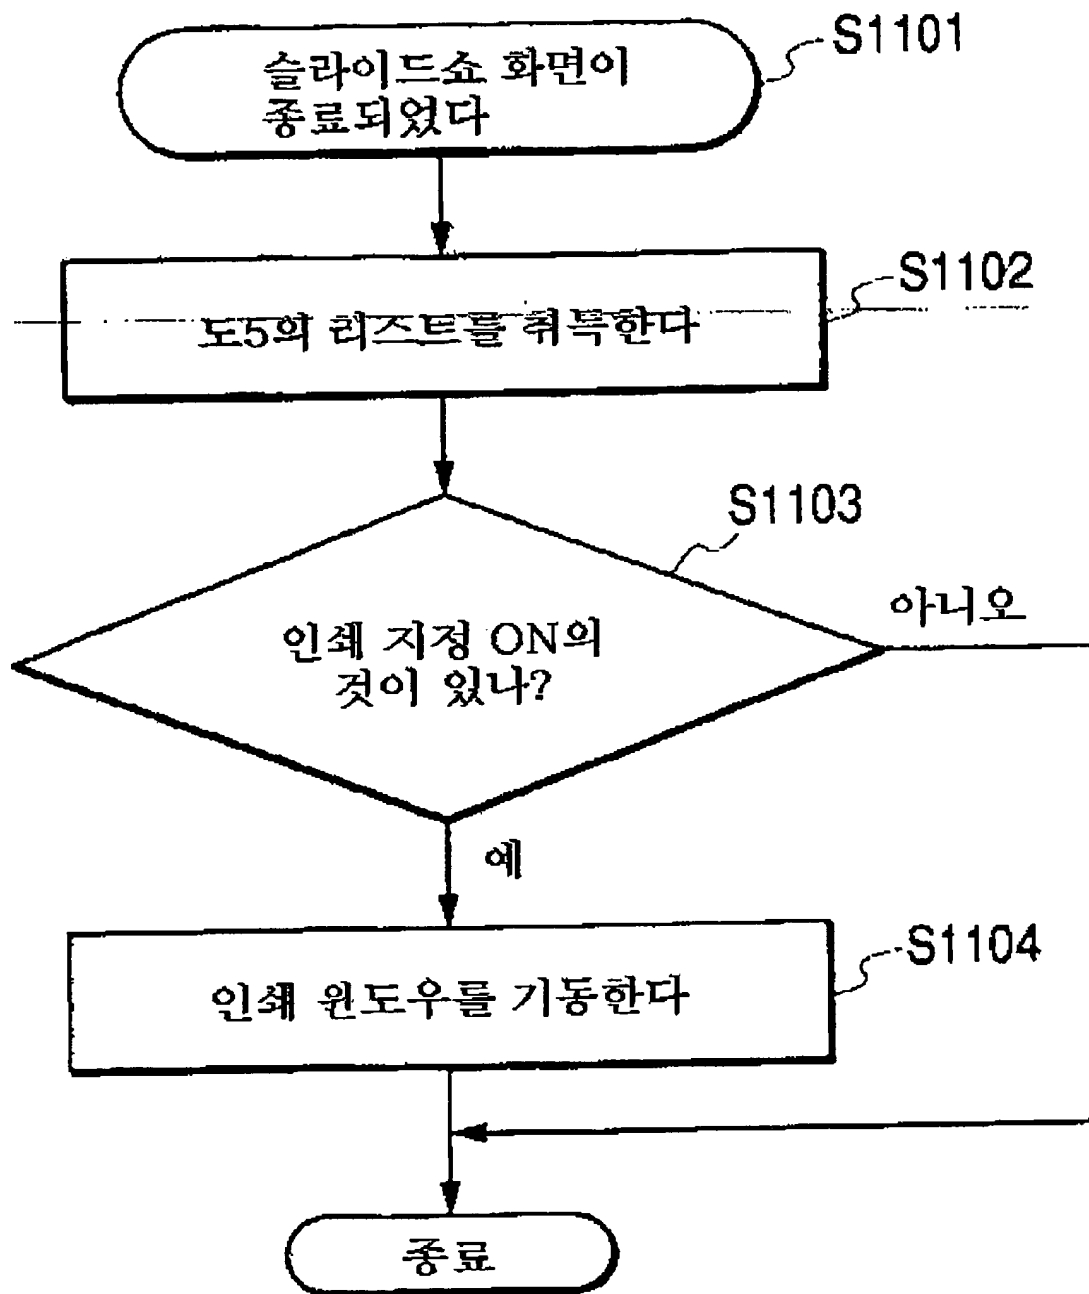 슬라이드쇼 화면이
종료되었다
S1101
도5의 리스트를 취득한다
S1102
S1103
인쇄 지정 ON의
것이 있나?
아니오
예
인쇄 윈도우를 기동한다
S1104
종료